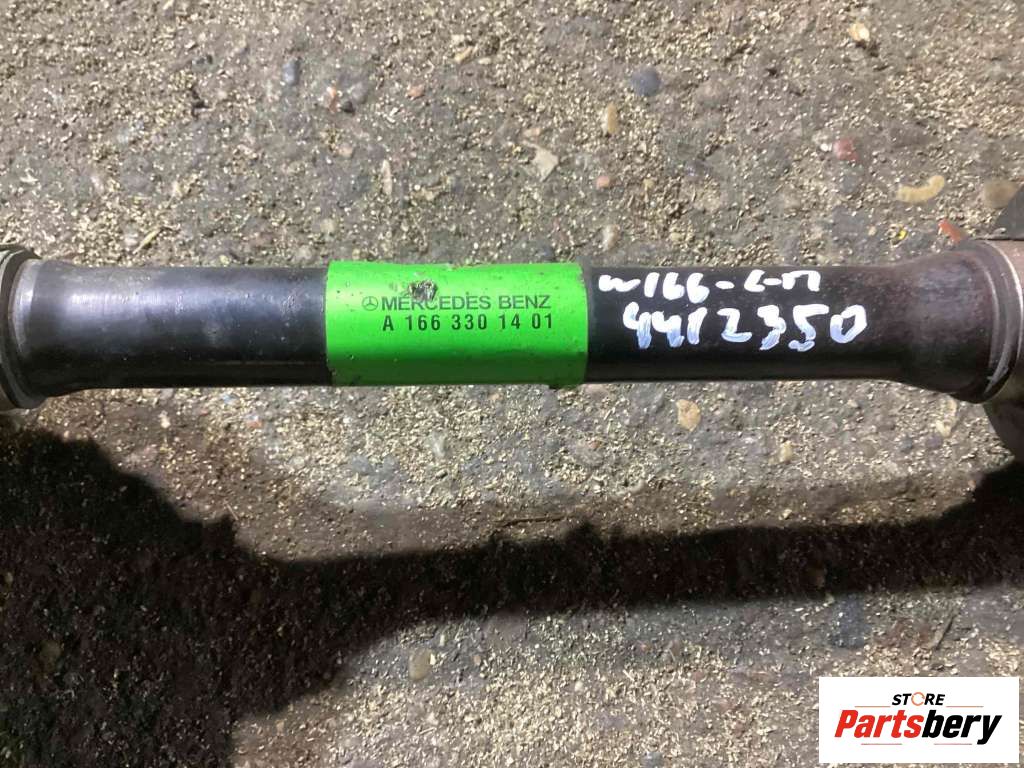 MERCEDES BENZ
A 166 330 14 01
w166-
4412350
STORE
Partsbery